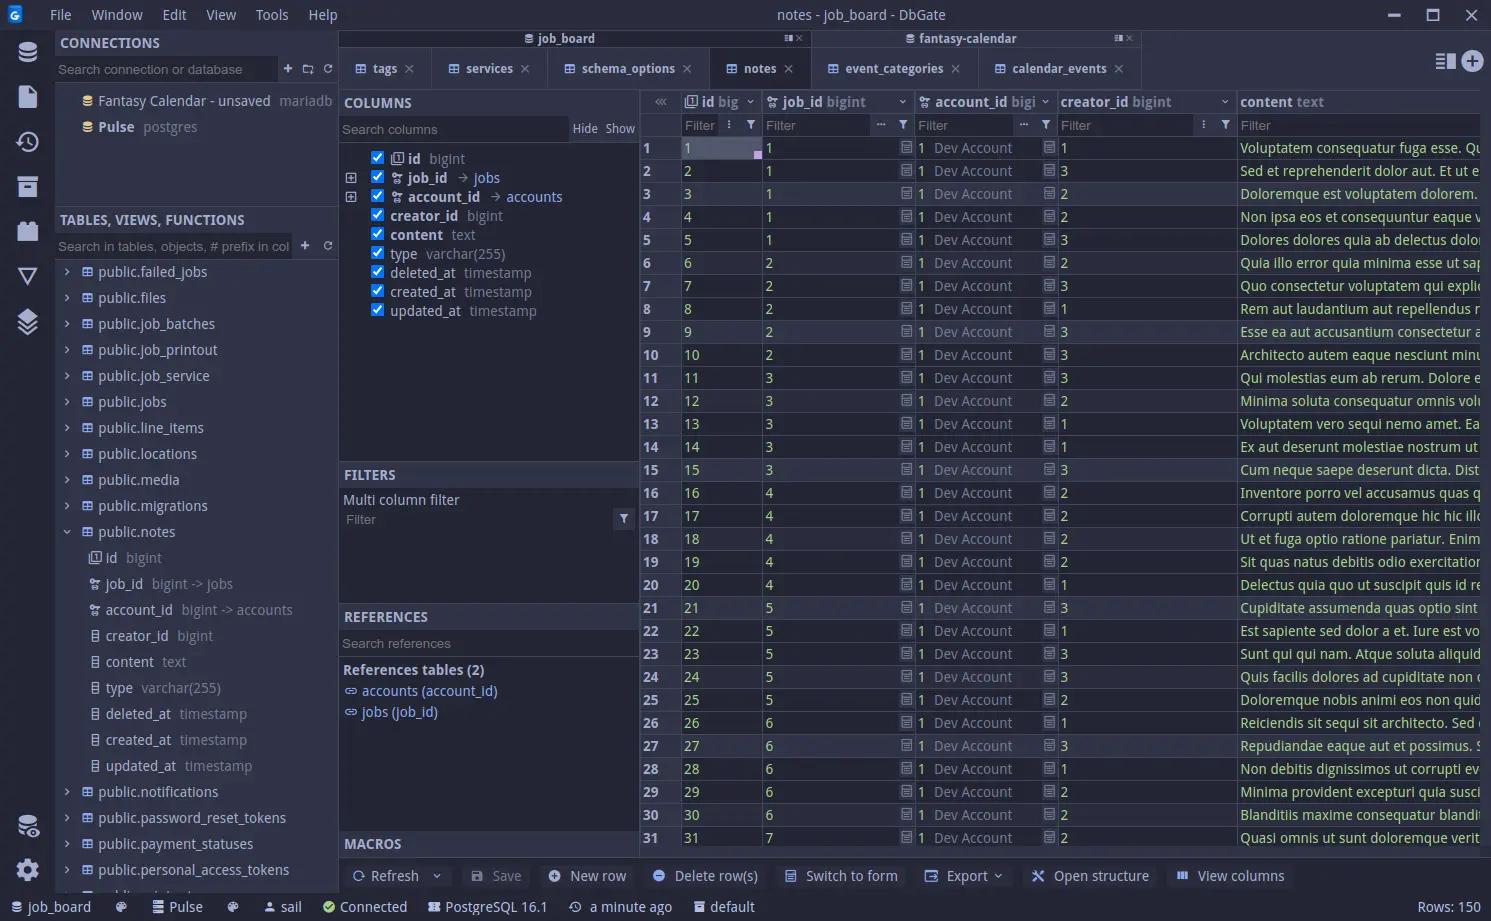 File Window Edit View Tools Help
notes - job_board - DbGate
CONNECTIONS
Search connection or database
Fantasy Calendar - unsaved mariadb
Pulse postgres
TABLES, VIEWS, FUNCTIONS
Search in tables, objects, # prefix in col
public.failed_jobs
public.files
public.job_batches
public.job_printout
public.job_service
public.jobs
public.line_items
public.locations
public.media
public.migrations
public.notes
id bigint
job_id bigint -> jobs
account_id bigint -> accounts
creator_id bigint
content text
type varchar(255)
deleted_at timestamp
created_at timestamp
updated_at timestamp
public.notifications
public.password_reset_tokens
public.payment_statuses
public.personal_access_tokens
job_board
fantasy-calendar
tags
services
schema_options
notes
event_categories
calendar_events
COLUMNS
Search columns
Hide Show
id bigint
job_id → jobs
account_id → accounts
creator_id bigint
content text
type varchar(255)
deleted_at timestamp
created_at timestamp
updated_at timestamp
FILTERS
Multi column filter
Filter
REFERENCES
Search references
References tables (2)
accounts (account_id)
jobs (job_id)
MACROS
id big job_id bigint account_id bigi creator_id bigint content text
Filter Filter Filter Filter Filter
1 1 1 1 Dev Account 1 Voluptatem consequatur fuga esse. Qu
2 2 1 1 Dev Account 3 Sed et reprehenderit dolor aut. Et ut e
3 3 1 1 Dev Account 2 Doloremque est voluptatem dolorem.
4 4 1 1 Dev Account 2 Non ipsa eos et consequuntur eaque v
5 5 1 1 Dev Account 3 Dolores dolores quia ab delectus dolo
6 6 2 1 Dev Account 2 Quia illo error quia minima esse ut sap
7 7 2 1 Dev Account 3 Quo consectetur voluptatem qui explic
8 8 2 1 Dev Account 1 Rem aut laudantium aut repellendus r
9 9 2 1 Dev Account 3 Esse ea aut accusantium consectetur a
10 10 2 1 Dev Account 3 Architecto autem eaque nesciunt minu
11 11 3 1 Dev Account 3 Qui molestias eum ab rerum. Dolore e
12 12 3 1 Dev Account 2 Minima soluta consequatur omnis volu
13 13 3 1 Dev Account 1 Voluptatem vero sequi nemo amet. Ea
14 14 3 1 Dev Account 1 Ex aut deserunt molestiae nostrum ut
15 15 3 1 Dev Account 3 Cum neque saepe deserunt dicta. Dist
16 16 4 1 Dev Account 2 Inventore porro vel accusamus quas q
17 17 4 1 Dev Account 2 Corrupti autem doloremque hic hic illo
18 18 4 1 Dev Account 2 Ut et fuga optio ratione pariatur. Enim
19 19 4 1 Dev Account 2 Sit quas natus debitis odio exercitation
20 20 4 1 Dev Account 1 Delectus quia quo ut suscipit quis id re
21 21 5 1 Dev Account 3 Cupiditate assumenda quas optio sint
22 22 5 1 Dev Account 1 Est sapiente sed dolor a et. Iure est vo
23 23 5 1 Dev Account 3 Sunt qui qui nam. Atque soluta aliquid
24 24 5 1 Dev Account 3 Quis facilis dolores ad cupiditate non
25 25 5 1 Dev Account 2 Doloremque nobis animi eos non quid
26 26 6 1 Dev Account 1 Reiciendis sit sequi sit architecto. Sed
27 27 6 1 Dev Account 3 Repudiandae eaque aut et possimus. S
28 28 6 1 Dev Account 1 Non debitis dignissimos ut corrupti ev
29 29 6 1 Dev Account 2 Minima provident excepturi quia susci
30 30 6 1 Dev Account 2 Blanditiis maxime consequatur blandit
31 31 7 1 Dev Account 2 Quasi omnis ut sunt doloremque verit
Refresh Save New row Delete row(s) Switch to form Export Open structure View columns
job_board Pulse sail Connected PostgreSQL 16.1 a minute ago default Rows: 150